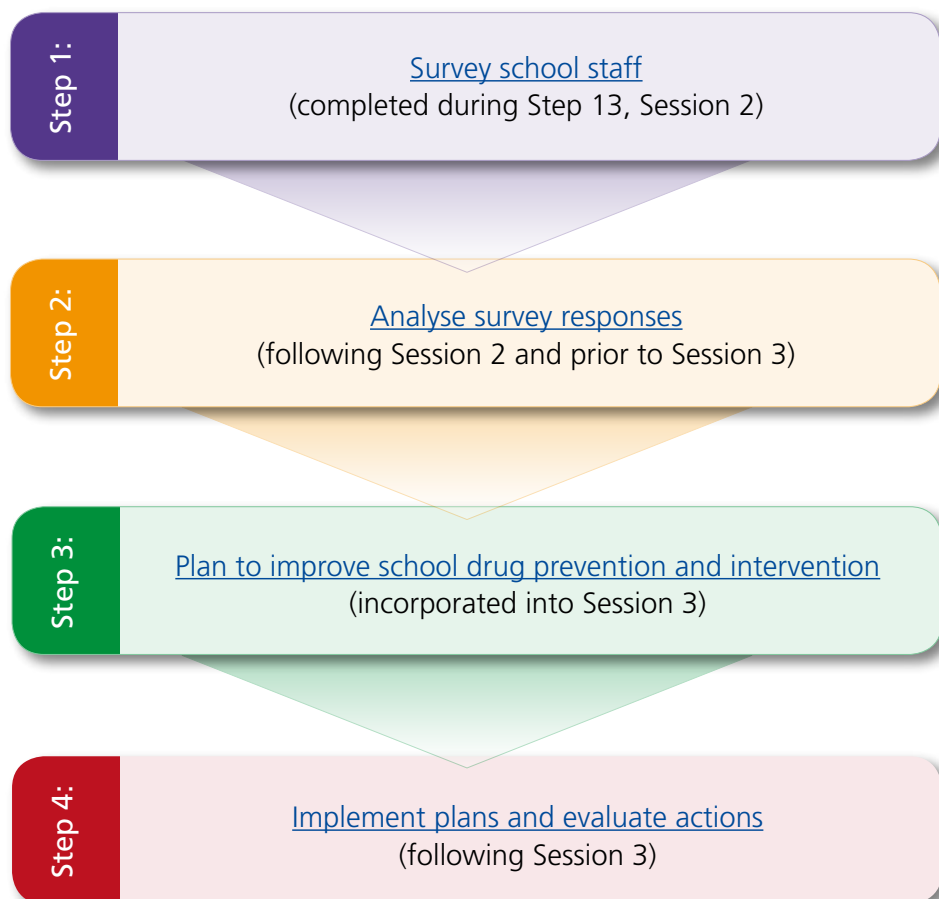 Step 1:
Survey school staff
(completed during Step 13, Session 2)
Step 2:
Analyse survey responses
(following Session 2 and prior to Session 3)
Step 3:
Plan to improve school drug prevention and intervention
(incorporated into Session 3)
Step 4:
Implement plans and evaluate actions
(following Session 3)